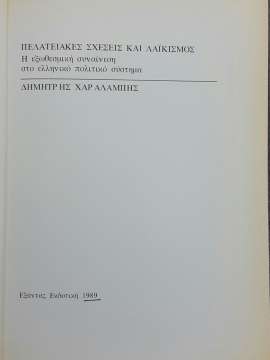 ΠΕΛΑΤΕΙΑΚΕΣ ΣΧΕΣΕΙΣ ΚΑΙ ΛΑΪΚΙΣΜΟΣ
Η εξωθεσμική συναίνεση
στο ελληνικό πολιτικό σύστημα
ΔΗΜΗΤΡΗΣ ΧΑΡΑΛΑΜΠΗΣ
Εξάντας Εκδοτική 1989